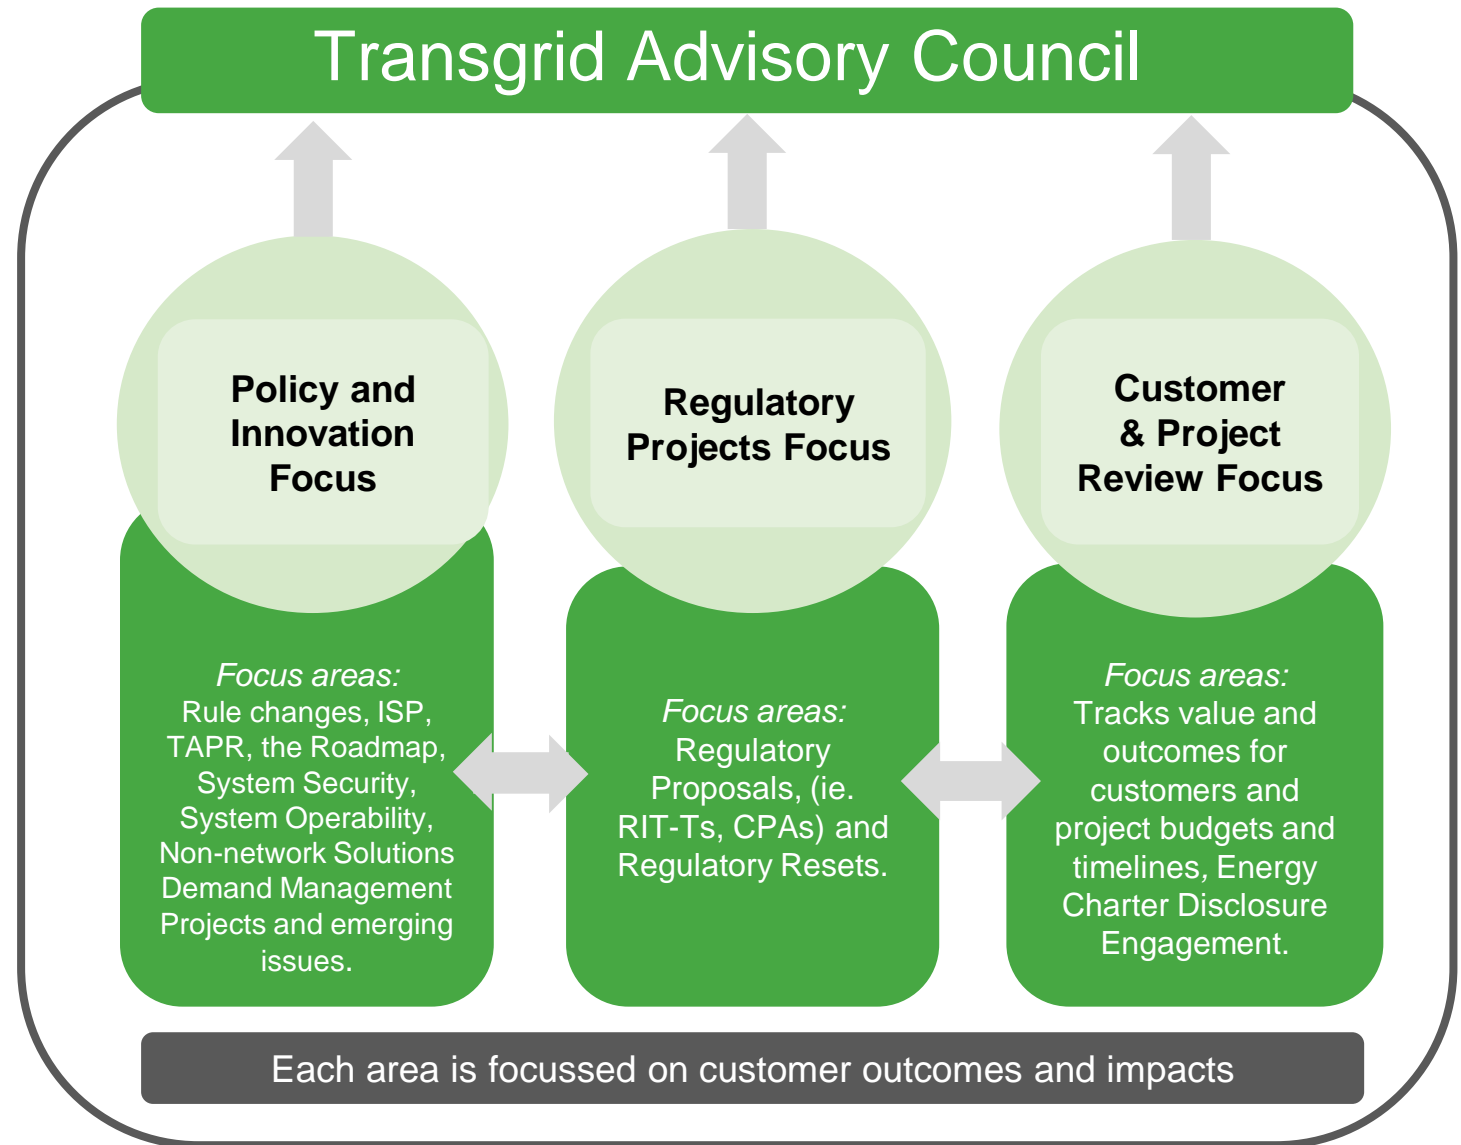 Transgrid Advisory Council
Policy and
Innovation
Focus
Focus areas:
Rule changes, ISP,
TAPR, the Roadmap,
System Security,
System Operability,
Non-network Solutions
Demand Management
Projects and emerging
issues.
Regulatory
Projects Focus
Focus areas:
Regulatory
Proposals, (ie.
RIT-Ts, CPAs) and
Regulatory Resets.
Customer
& Project
Review Focus
Focus areas:
Tracks value and
outcomes for
customers and
project budgets and
timelines, Energy
Charter Disclosure
Engagement.
Each area is focussed on customer outcomes and impacts